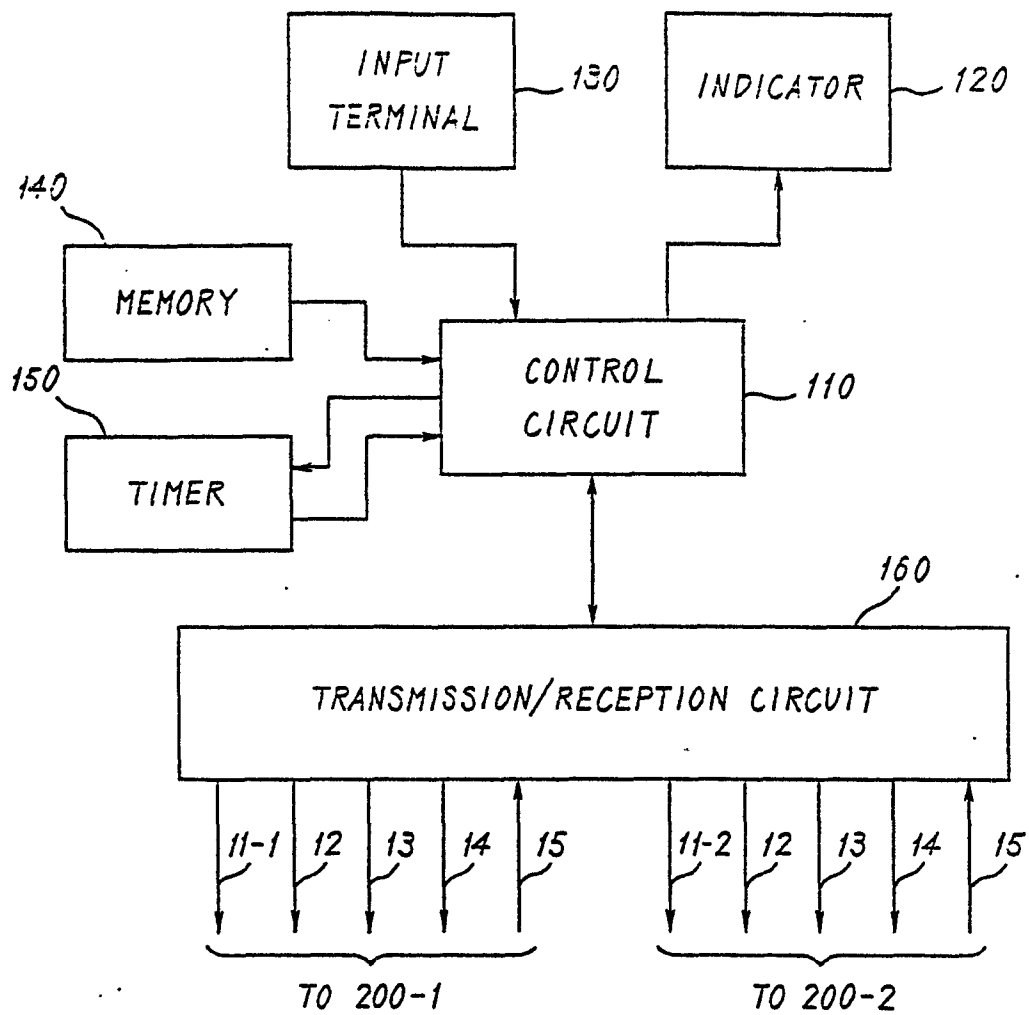 INPUT
TERMINAL
130
INDICATOR
120
140
MEMORY
150
TIMER
CONTROL
CIRCUIT
110
160
TRANSMISSION/RECEPTION CIRCUIT
11-1
12
13
14
15
11-2
12
13
14
15
TO 200-1
TO 200-2